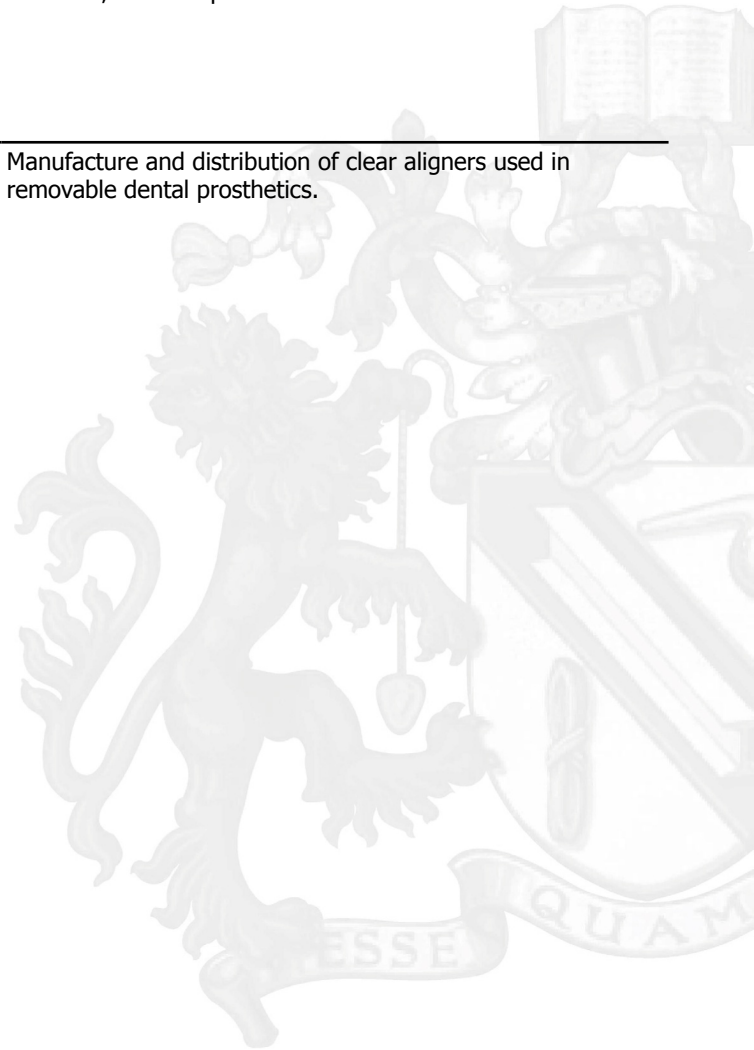 Manufacture and distribution of clear aligners used in
removable dental prosthetics.
ESSE QUAM